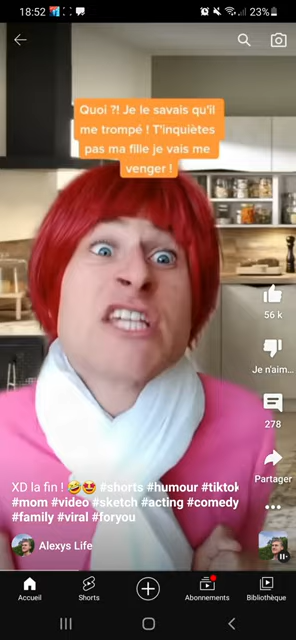 18:52
23%
Quoi ?! Je le savais qu'il
me trompé ! T'inquiètes
pas ma fille je vais me
venger !
56 k
Je n'aim...
278
Partager
XD la fin ! 🤣🤩 #shorts #humour #tiktok
#mom #video #sketch #acting #comedy
#family #viral #foryou
Alexys Life
Accueil
Shorts
Abonnements
Bibliothèque